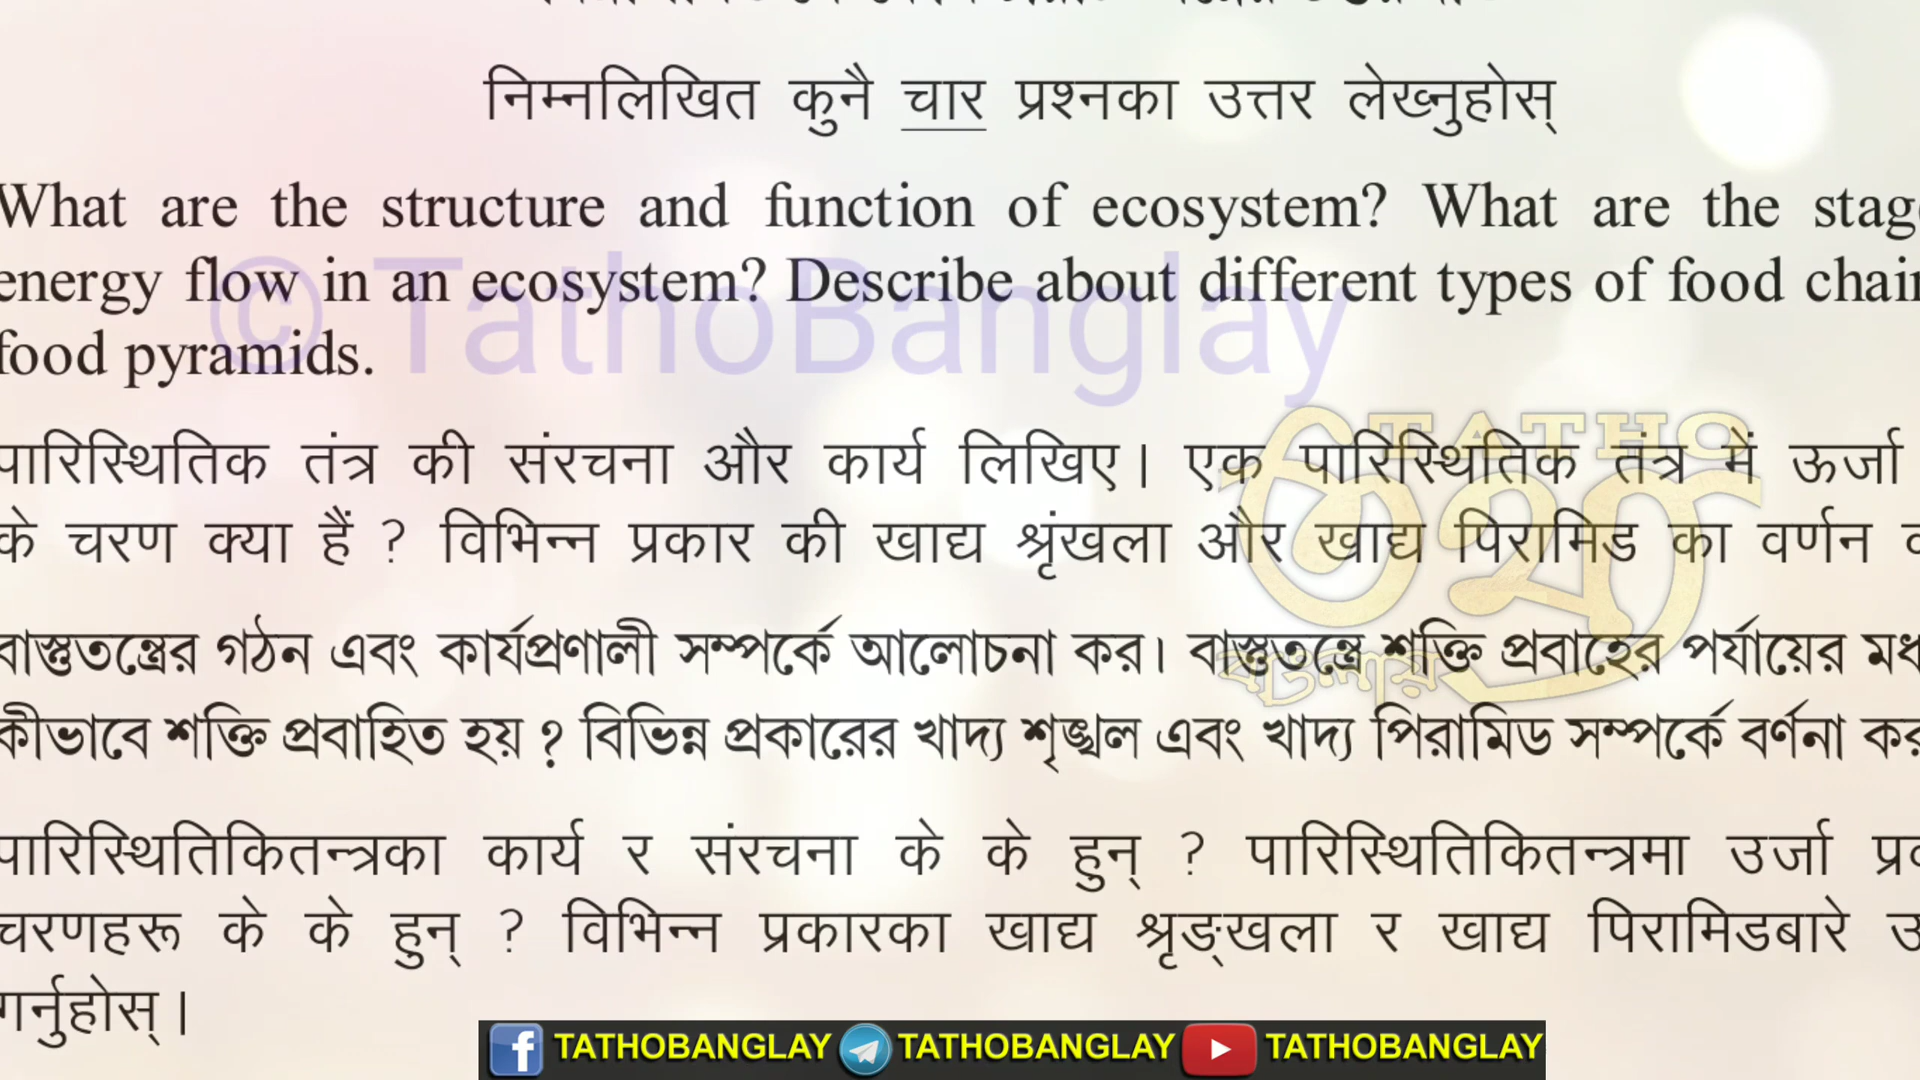 निम्नलिखित कुनै चार प्रश्नका उत्तर लेख्नुहोस्
What are the structure and function of ecosystem? What are the
energy flow in an ecosystem? Describe about different types of food
food pyramids.
© TathoBanglay
TATHO
তথ্য
বাংলায়
पारिस्थितिक तंत्र की संरचना और कार्य लिखिए। एक पारिस्थितिक तंत्र में ऊर्जा
के चरण क्या हैं ? विभिन्न प्रकार की खाद्य श्रृंखला और खाद्य पिरामिड का वर्णन
বাস্তুতন্ত্রের গঠন এবং কার্যপ্রণালী সম্পর্কে আলোচনা কর। বাস্তুতন্ত্রে শক্তি প্রবাহের পর্যায়ের
কীভাবে শক্তি প্রবাহিত হয় ? বিভিন্ন প্রকারের খাদ্য শৃঙ্খল এবং খাদ্য পিরামিড সম্পর্কে বর্ণনা
पारिस्थितिकितन्त्रका कार्य र संरचना के के हुन् ? पारिस्थितिकितन्त्रमा उर्जा
चरणहरू के के हुन् ? विभिन्न प्रकारका खाद्य श्रृङ्खला र खाद्य पिरामिडबारे
गर्नुहोस् ।
TATHOBANGLAY TATHOBANGLAY TATHOBANGLAY